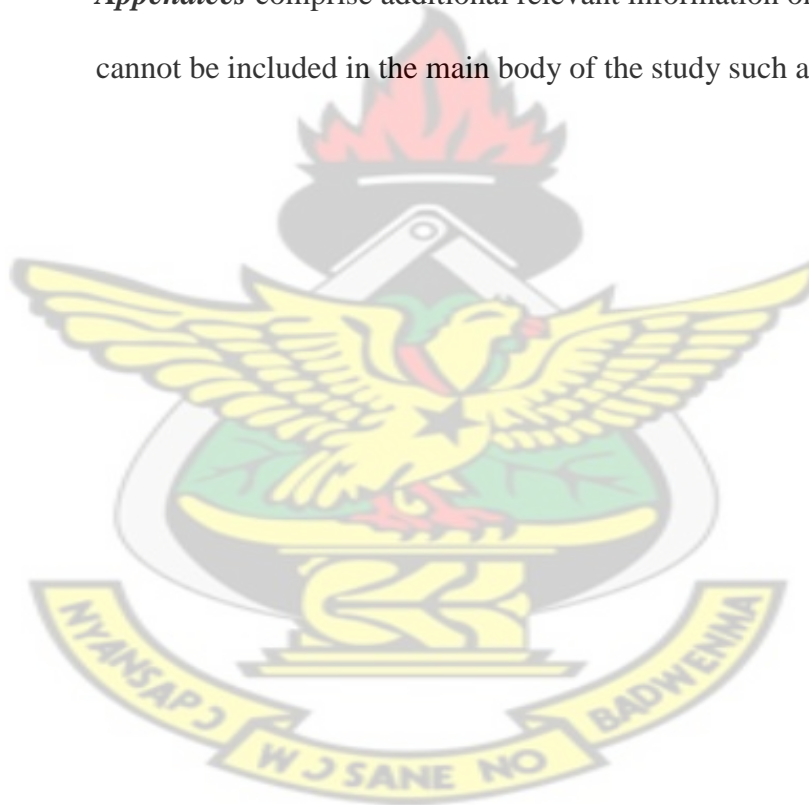 Appendices comprise additional relevant information o
cannot be included in the main body of the study such a
NYANSAPƆ
WƆSANE NO
BADWENMA